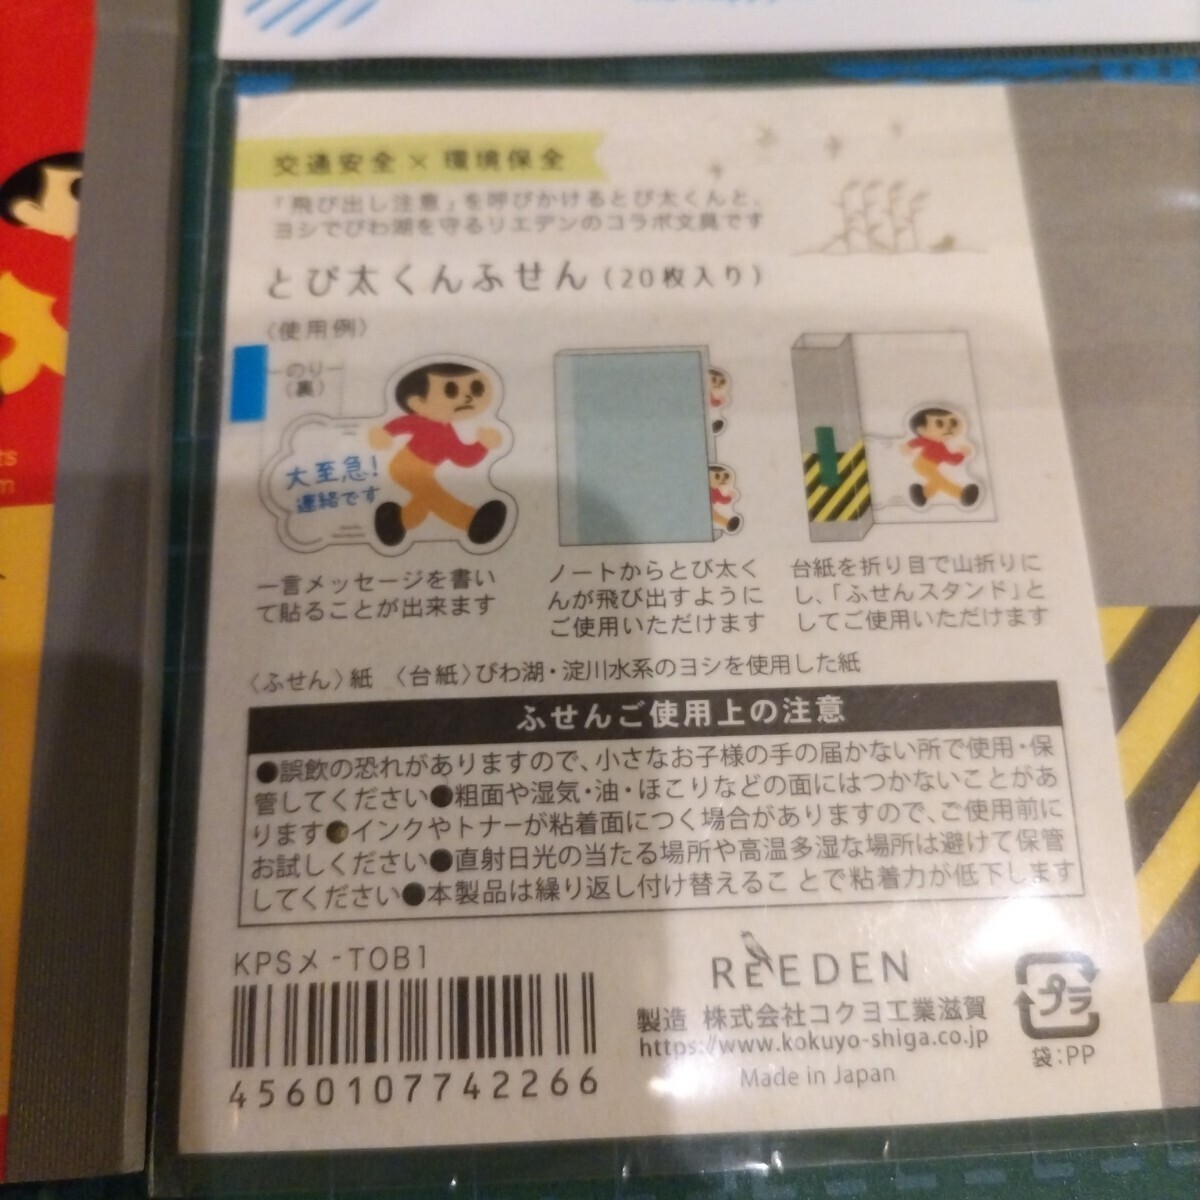 交通安全×環境保全
「飛び出し注意」を呼びかけるとび太くんと、
ヨシでびわ湖を守るリエデンのコラボ文具です
とび太くんふせん(20枚入り)
〈使用例〉
のり
(裏)
大至急!
連絡です
一言メッセージを書い
て貼ることが出来ます
ノートからとび太く
んが飛び出すように
ご使用いただけます
台紙を折り目で山折りに
し、「ふせんスタンド」と
してご使用いただけます
〈ふせん〉紙 〈台紙〉びわ湖・淀川水系のヨシを使用した紙
ふせんご使用上の注意
●誤飲の恐れがありますので、小さなお子様の手の届かない所で使用・保
管してください●粗面や湿気・油・ほこりなどの面にはつかないことがあ
ります●インクやトナーが粘着面につく場合がありますので、ご使用前に
お試しください●直射日光の当たる場所や高温多湿な場所は避けて保管
してください●本製品は繰り返し付け替えることで粘着力が低下します
KPSメ-TOB1
4560107742266
REEDEN
製造 株式会社コクヨ工業滋賀
https://www.kokuyo-shiga.co.jp
Made in Japan
プラ
袋:PP